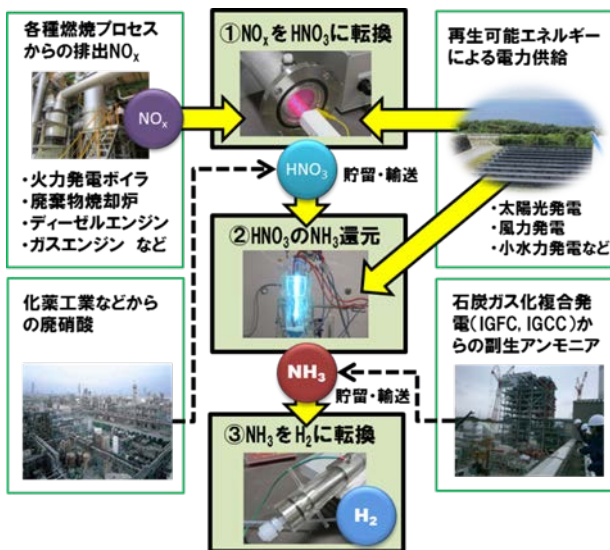 各種燃焼プロセス
からの排出NOx
NOx
・火力発電ボイラ
・廃棄物焼却炉
・ディーゼルエンジン
・ガスエンジン など
①NOxをHNO3に転換
再生可能エネルギー
による電力供給
・太陽光発電
・風力発電
・小水力発電など
HNO3
貯留・輸送
②HNO3のNH3還元
化薬工業などから
の廃硝酸
石炭ガス化複合発
電(IGFC, IGCC)か
らの副生アンモニア
NH3
貯留・輸送
③NH3をH2に転換
H2